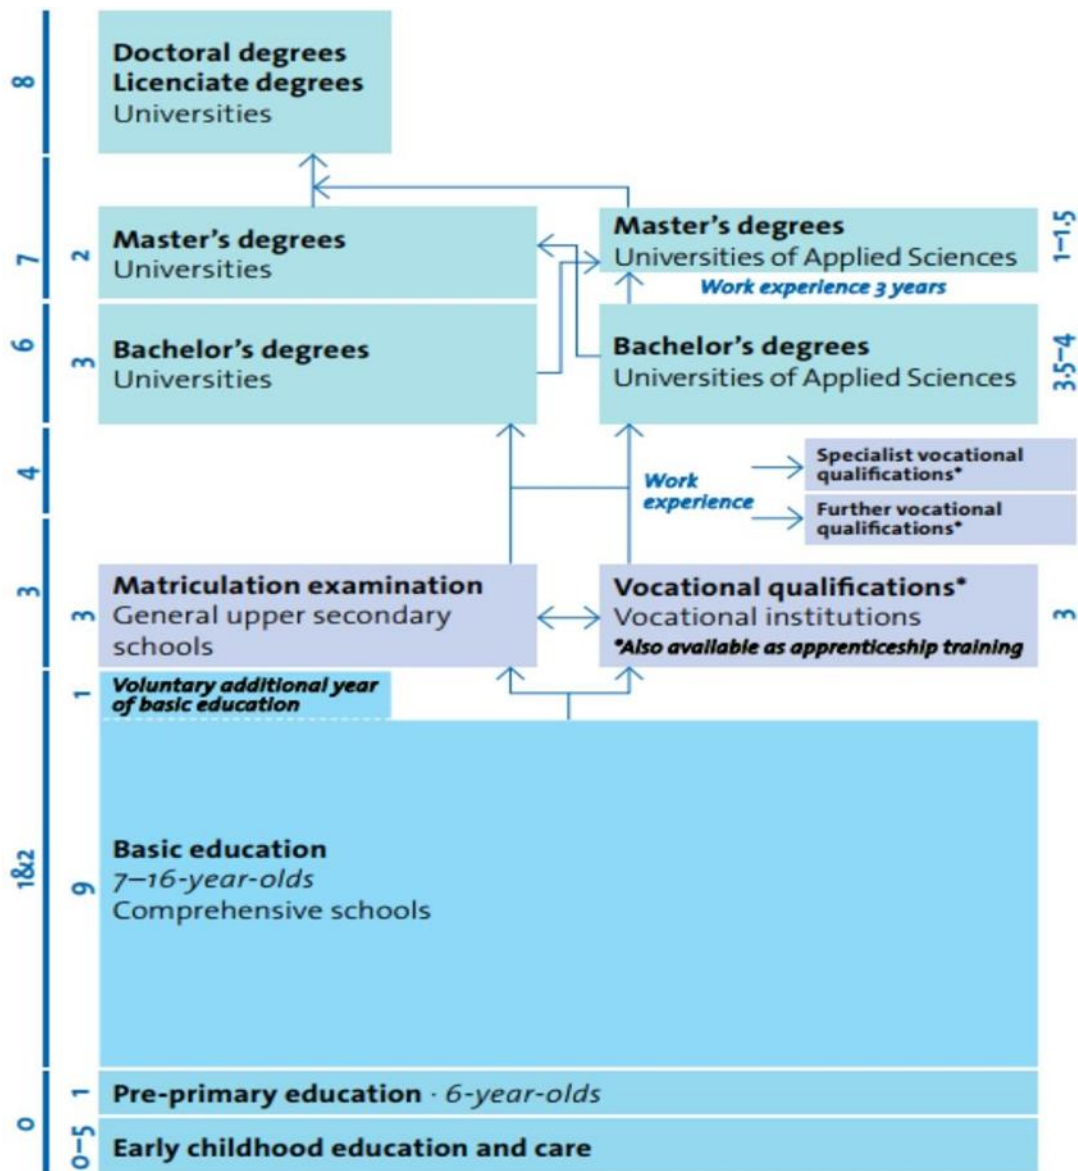 8
Doctoral degrees
Licenciate degrees
Universities
7
2
Master's degrees
Universities
Master's degrees
Universities of Applied Sciences
1–1.5
Work experience 3 years
6
3
Bachelor's degrees
Universities
Bachelor's degrees
Universities of Applied Sciences
3.5–4
4
Work
experience
Specialist vocational
qualifications*
Further vocational
qualifications*
3
3
Matriculation examination
General upper secondary
schools
Vocational qualifications*
Vocational institutions
*Also available as apprenticeship training
3
1
Voluntary additional year
of basic education
1&2
9
Basic education
7–16-year-olds
Comprehensive schools
0
1
Pre-primary education · 6-year-olds
0–5
Early childhood education and care